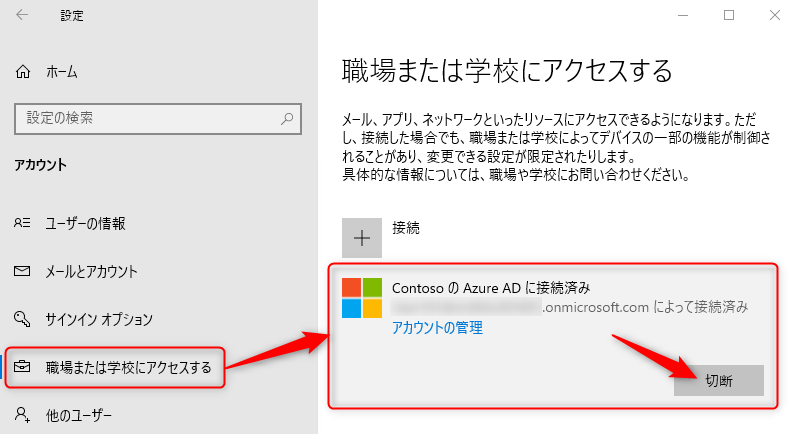 設定
ホーム
設定の検索
アカウント
ユーザーの情報
メールとアカウント
サインイン オプション
職場または学校にアクセスする
他のユーザー
職場または学校にアクセスする
メール、アプリ、ネットワークといったリソースにアクセスできるようになります。ただ
し、接続した場合でも、職場または学校によってデバイスの一部の機能が制御さ
れることがあり、変更できる設定が限定されたりします。
具体的な情報については、職場や学校にお問い合わせください。
接続
Contoso の Azure AD に接続済み
.onmicrosoft.com によって接続済み
アカウントの管理
切断